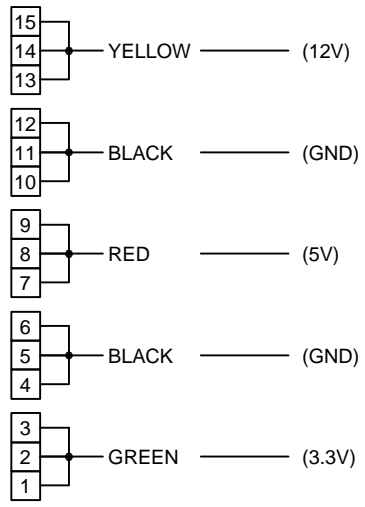 15
14 YELLOW (12V)
13
12
11 BLACK (GND)
10
9
8 RED (5V)
7
6
5 BLACK (GND)
4
3
2 GREEN (3.3V)
1